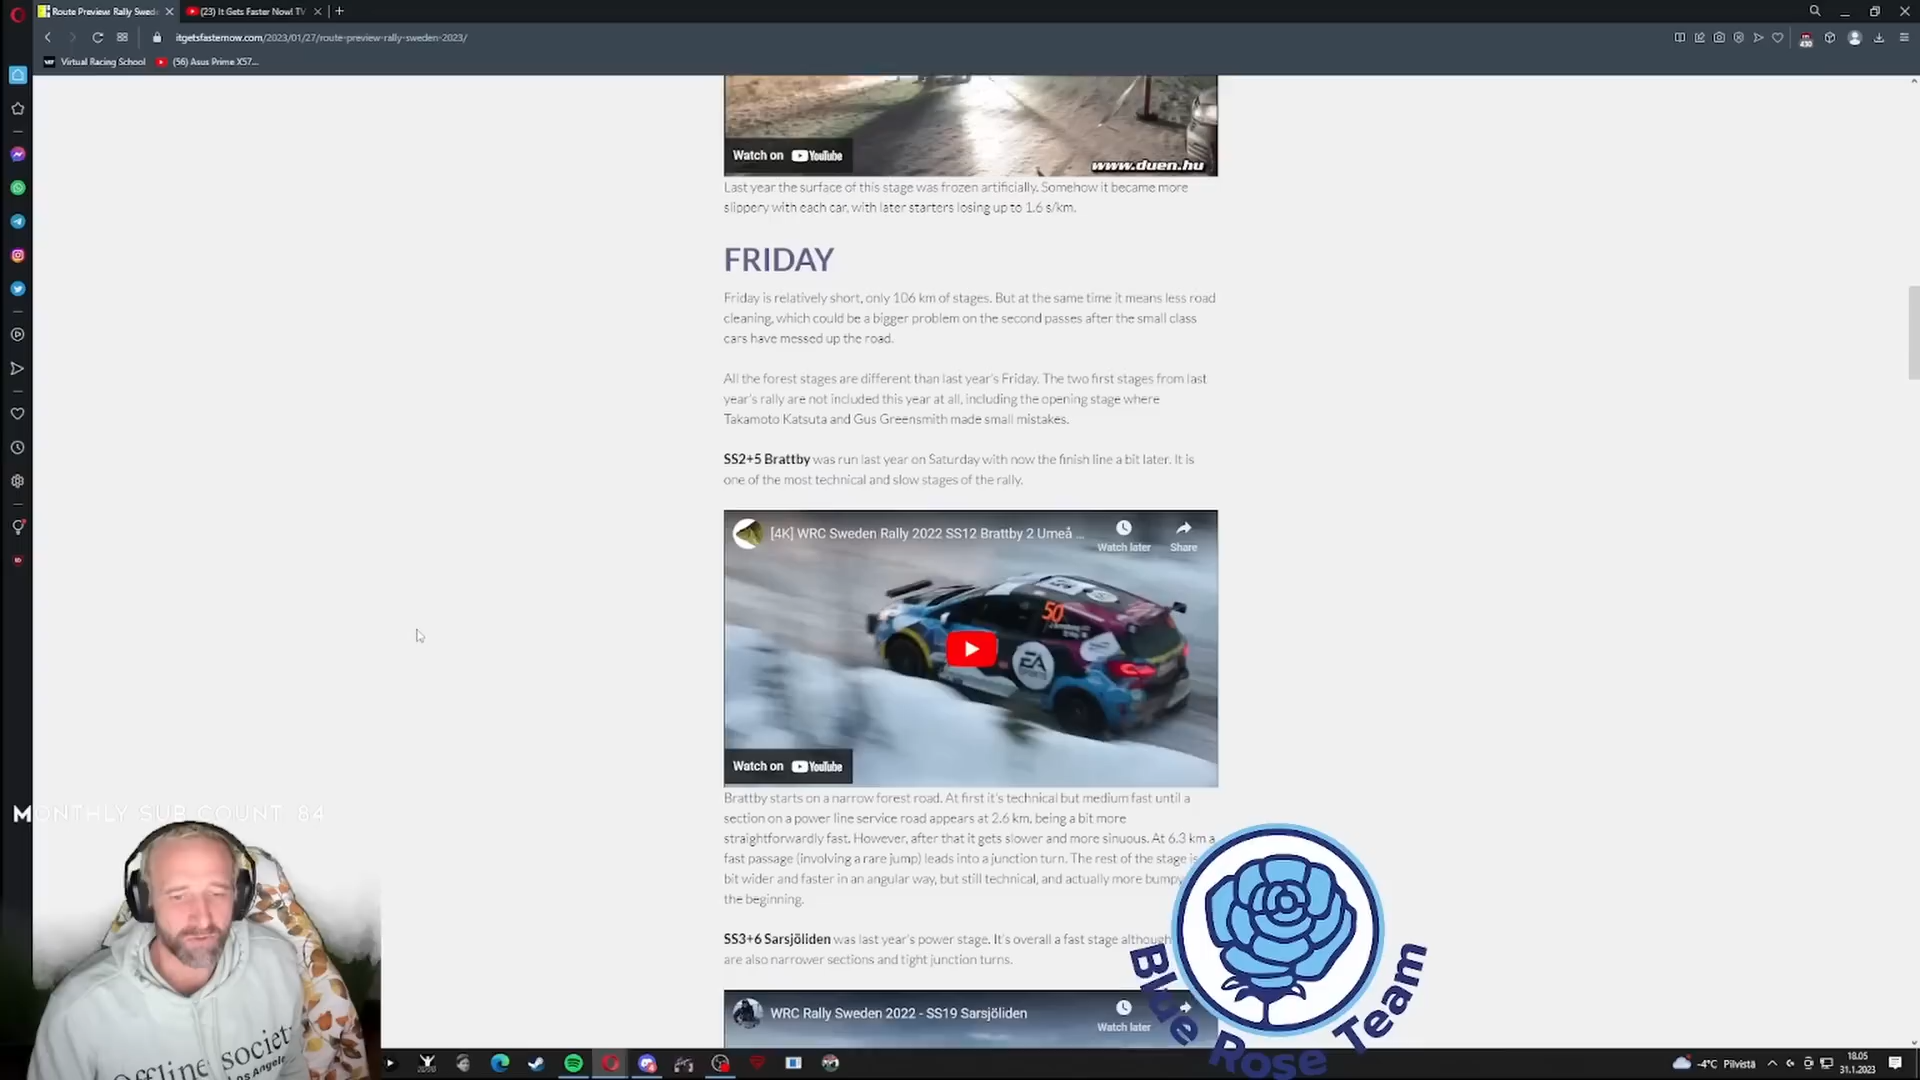 Route Preview: Rally Swed
(23) It Gets Faster Now! TV
itgetsfasternow.com/2023/01/27/route-preview-rally-sweden-2023/
430
Virtual Racing School
(56) Asus Prime X57...
Watch on YouTube
www.duen.hu
Last year the surface of this stage was frozen artificially. Somehow it became more
slippery with each car, with later starters losing up to 1.6 s/km.
FRIDAY
Friday is relatively short, only 106 km of stages. But at the same time it means less road
cleaning, which could be a bigger problem on the second passes after the small class
cars have messed up the road.
All the forest stages are different than last year's Friday. The two first stages from last
year's rally are not included this year at all, including the opening stage where
Takamoto Katsuta and Gus Greensmith made small mistakes.
SS2+5 Brattby was run last year on Saturday with now the finish line a bit later. It is
one of the most technical and slow stages of the rally.
[4K] WRC Sweden Rally 2022 SS12 Brattby 2 Umeå ...
Watch later
Share
50
EA
SPORTS
Watch on YouTube
Brattby starts on a narrow forest road. At first it's technical but medium fast until a
section on a power line service road appears at 2.6 km, being a bit more
straightforwardly fast. However, after that it gets slower and more sinuous. At 6.3 km a
fast passage (involving a rare jump) leads into a junction turn. The rest of the stage is
bit wider and faster in an angular way, but still technical, and actually more bumpy
the beginning.
SS3+6 Sarsjöliden was last year's power stage. It's overall a fast stage although
are also narrower sections and tight junction turns.
WRC Rally Sweden 2022 - SS19 Sarsjöliden
Watch later
MONTHLY SUB COUNT: 84
Offline society
Los Angeles
Blue Rose Team
-4°C Pilvistä
18.05
31.1.2023